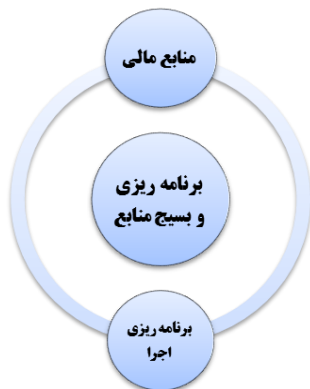 منابع مالی
برنامه ریزی
و بسیج منابع
برنامه ریزی
اجرا